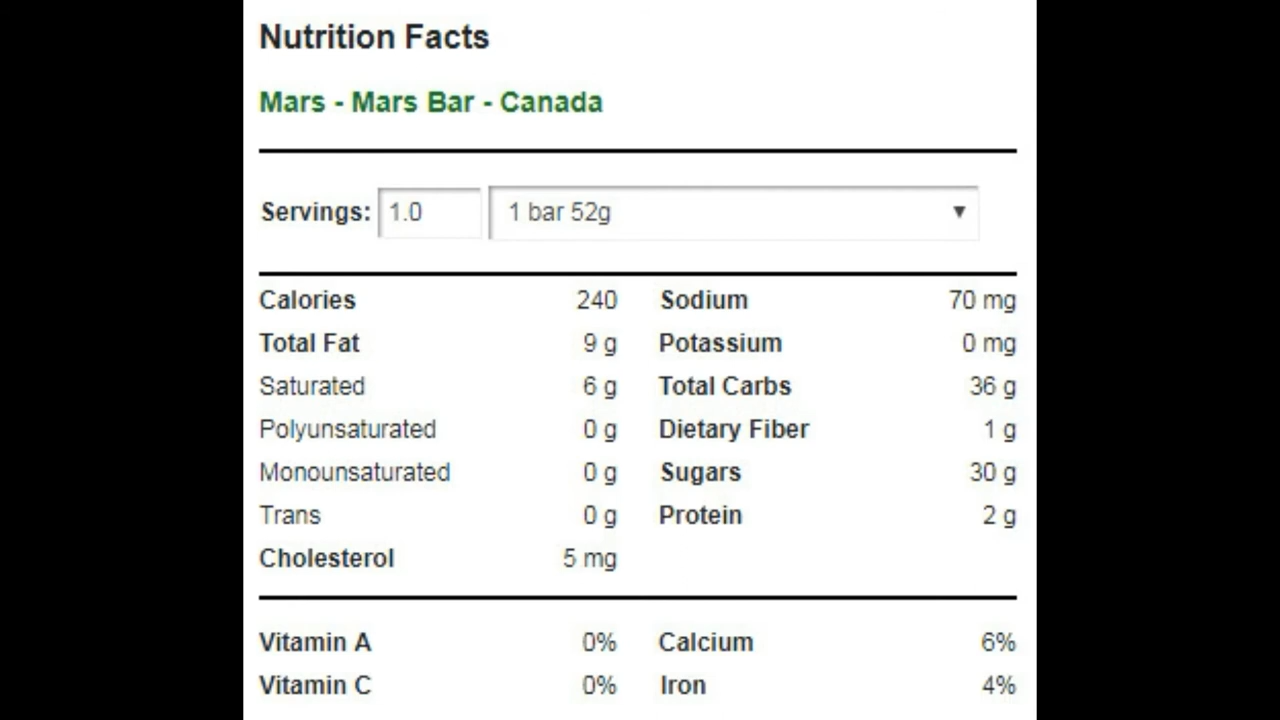 Nutrition Facts
Mars - Mars Bar - Canada
Servings: 1.0 1 bar 52g
Calories 240 Sodium 70 mg
Total Fat 9 g Potassium 0 mg
Saturated 6 g Total Carbs 36 g
Polyunsaturated 0 g Dietary Fiber 1 g
Monounsaturated 0 g Sugars 30 g
Trans 0 g Protein 2 g
Cholesterol 5 mg
Vitamin A 0% Calcium 6%
Vitamin C 0% Iron 4%